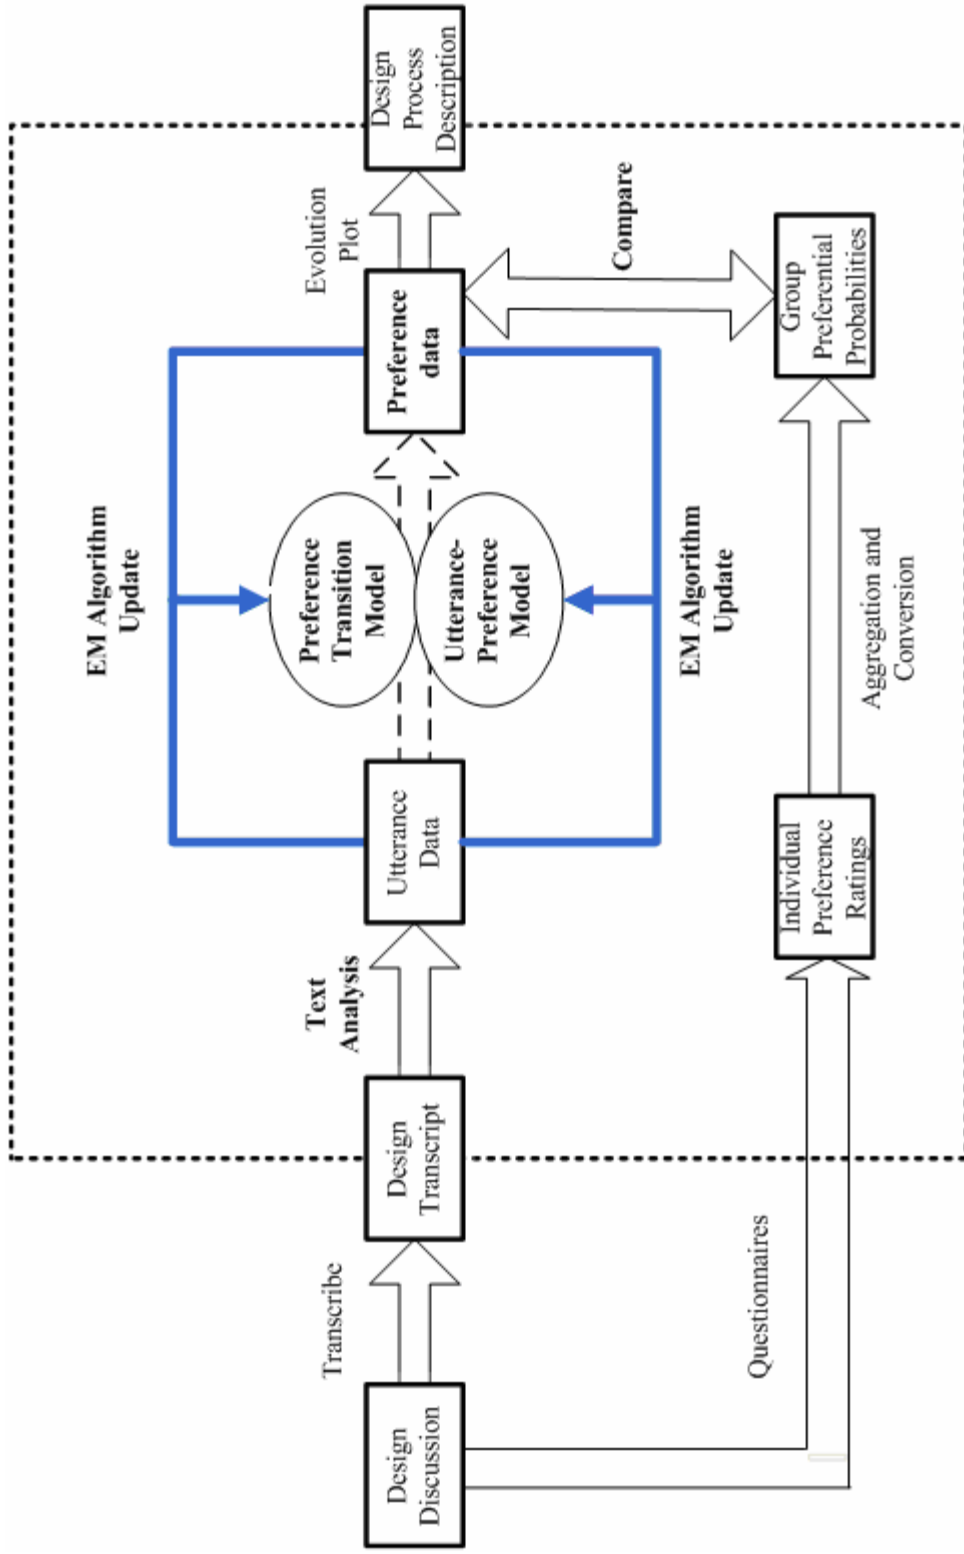 Design
Discussion
Transcribe
Design
Transcript
Text
Analysis
Utterance
Data
EM Algorithm
Update
Preference
Transition
Model
Utterance-
Preference
Model
EM Algorithm
Update
Preference
data
Evolution
Plot
Design
Process
Description
Compare
Questionnaires
Individual
Preference
Ratings
Aggregation and
Conversion
Group
Preferential
Probabilities